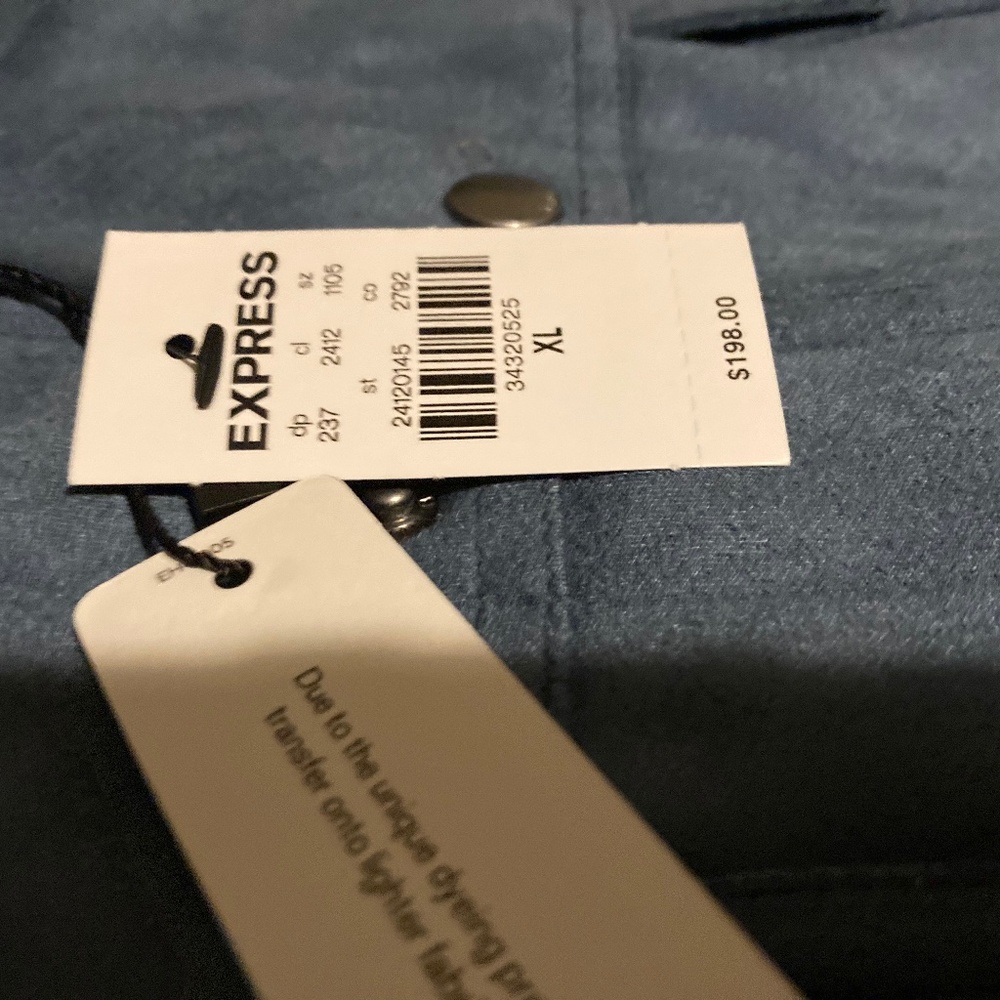 EXPRESS
dp cl sz
237 2412 1105
st co
24120145 2792
34320525
XL
$198.00
Due to the unique dyeing
transfer onto lighter